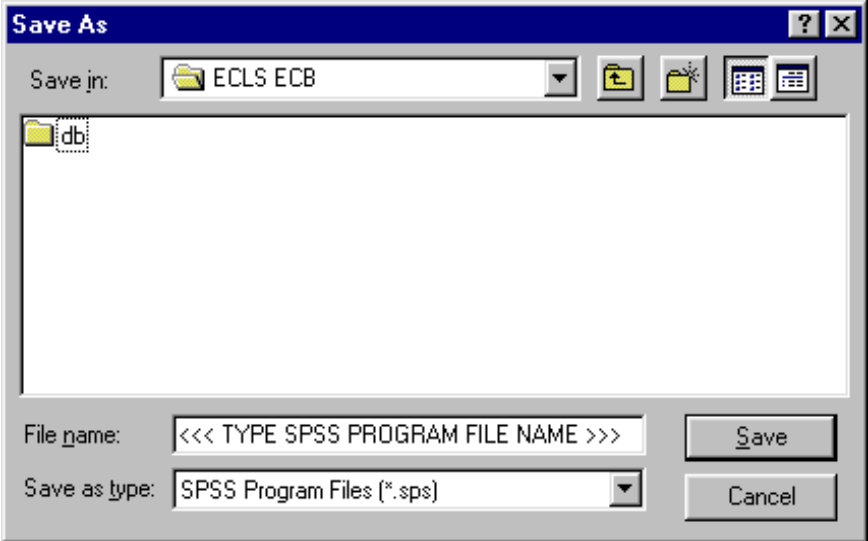 Save As
Save in: ECLS ECB
db
File name: <<< TYPE SPSS PROGRAM FILE NAME >>> Save
Save as type: SPSS Program Files (*.sps) Cancel